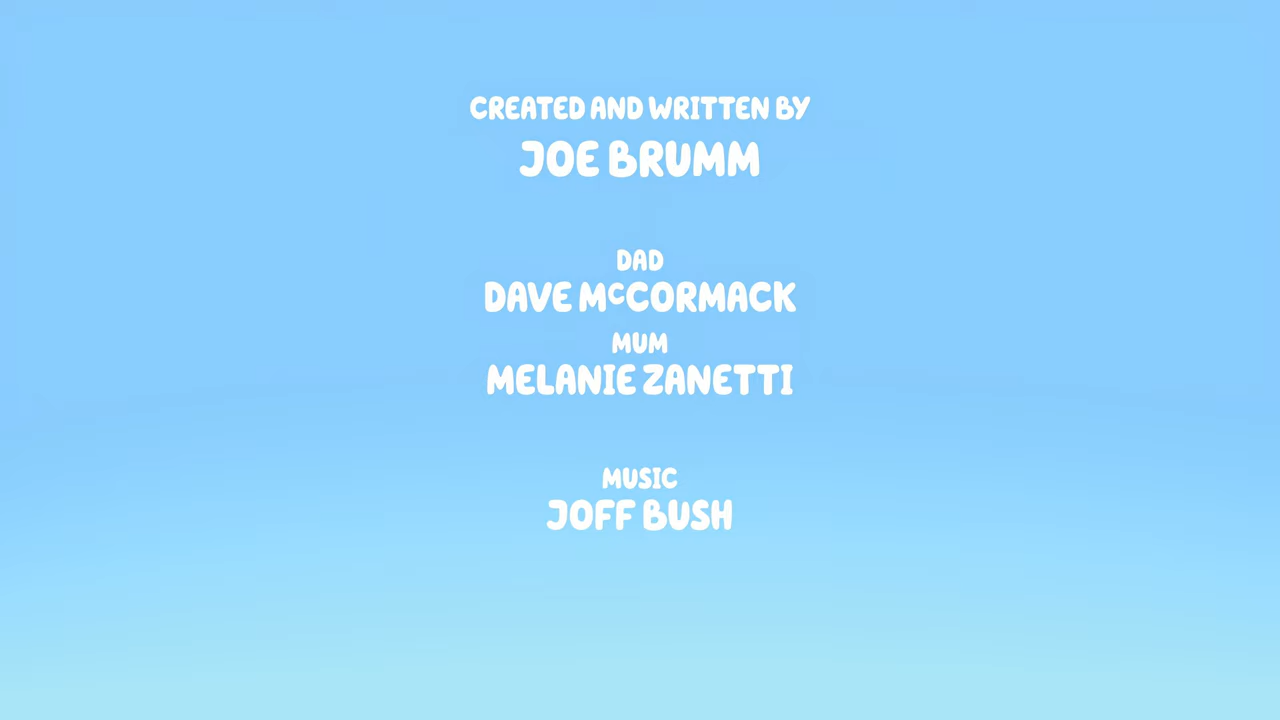 CREATED AND WRITTEN BY
JOE BRUMM
DAD
DAVE McCORMACK
MUM
MELANIE ZANETTI
MUSIC
JOFF BUSH